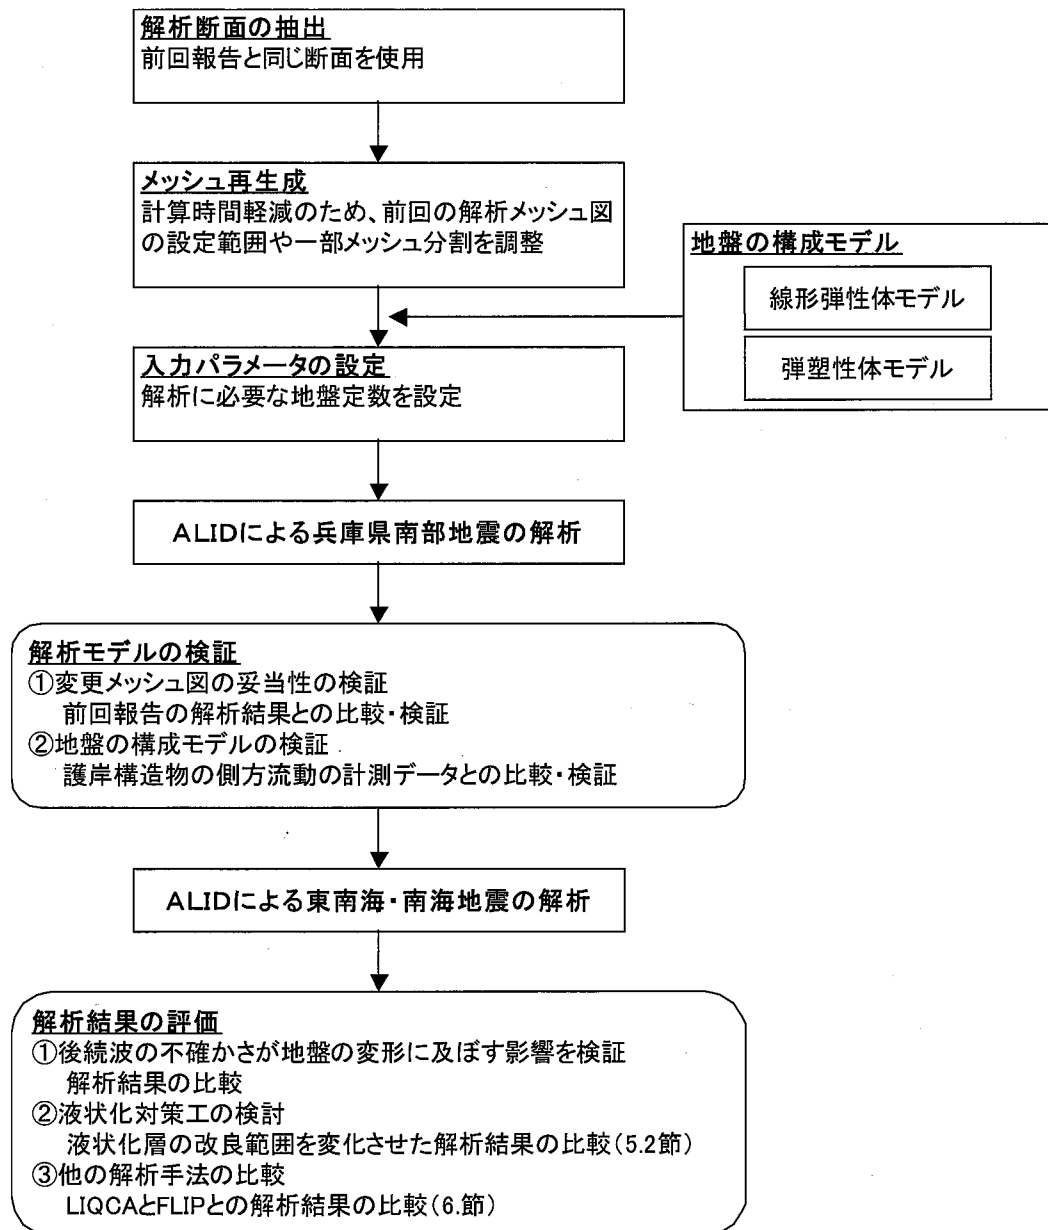 解析断面の抽出
前回報告と同じ断面を使用
メッシュ再生成
計算時間軽減のため、前回の解析メッシュ図
の設定範囲や一部メッシュ分割を調整
地盤の構成モデル
線形弾性体モデル
弾塑性体モデル
入力パラメータの設定
解析に必要な地盤定数を設定
ALIDによる兵庫県南部地震の解析
解析モデルの検証
①変更メッシュ図の妥当性の検証
前回報告の解析結果との比較・検証
②地盤の構成モデルの検証
護岸構造物の側方流動の計測データとの比較・検証
ALIDによる東南海・南海地震の解析
解析結果の評価
①後続波の不確かさが地盤の変形に及ぼす影響を検証
解析結果の比較
②液状化対策工の検討
液状化層の改良範囲を変化させた解析結果の比較(5.2節)
③他の解析手法の比較
LIQCAとFLIPとの解析結果の比較(6.節)